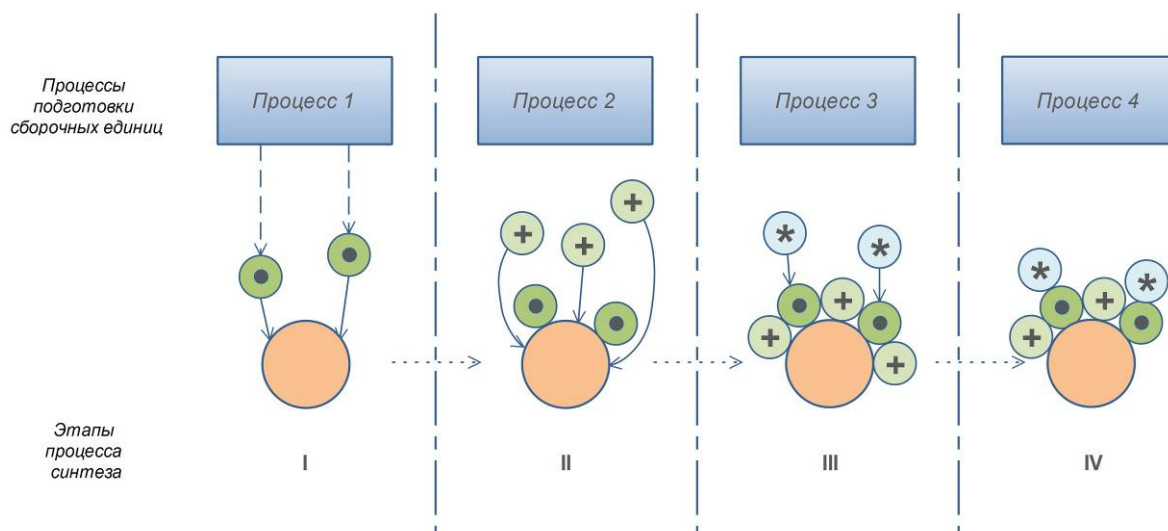 Процессы
подготовки
сборочных единиц
Процесс 1
Процесс 2
Процесс 3
Процесс 4
+
+
+
*
*
+
+
+
*
*
+
+
Этапы
процесса
синтеза
I
II
III
IV